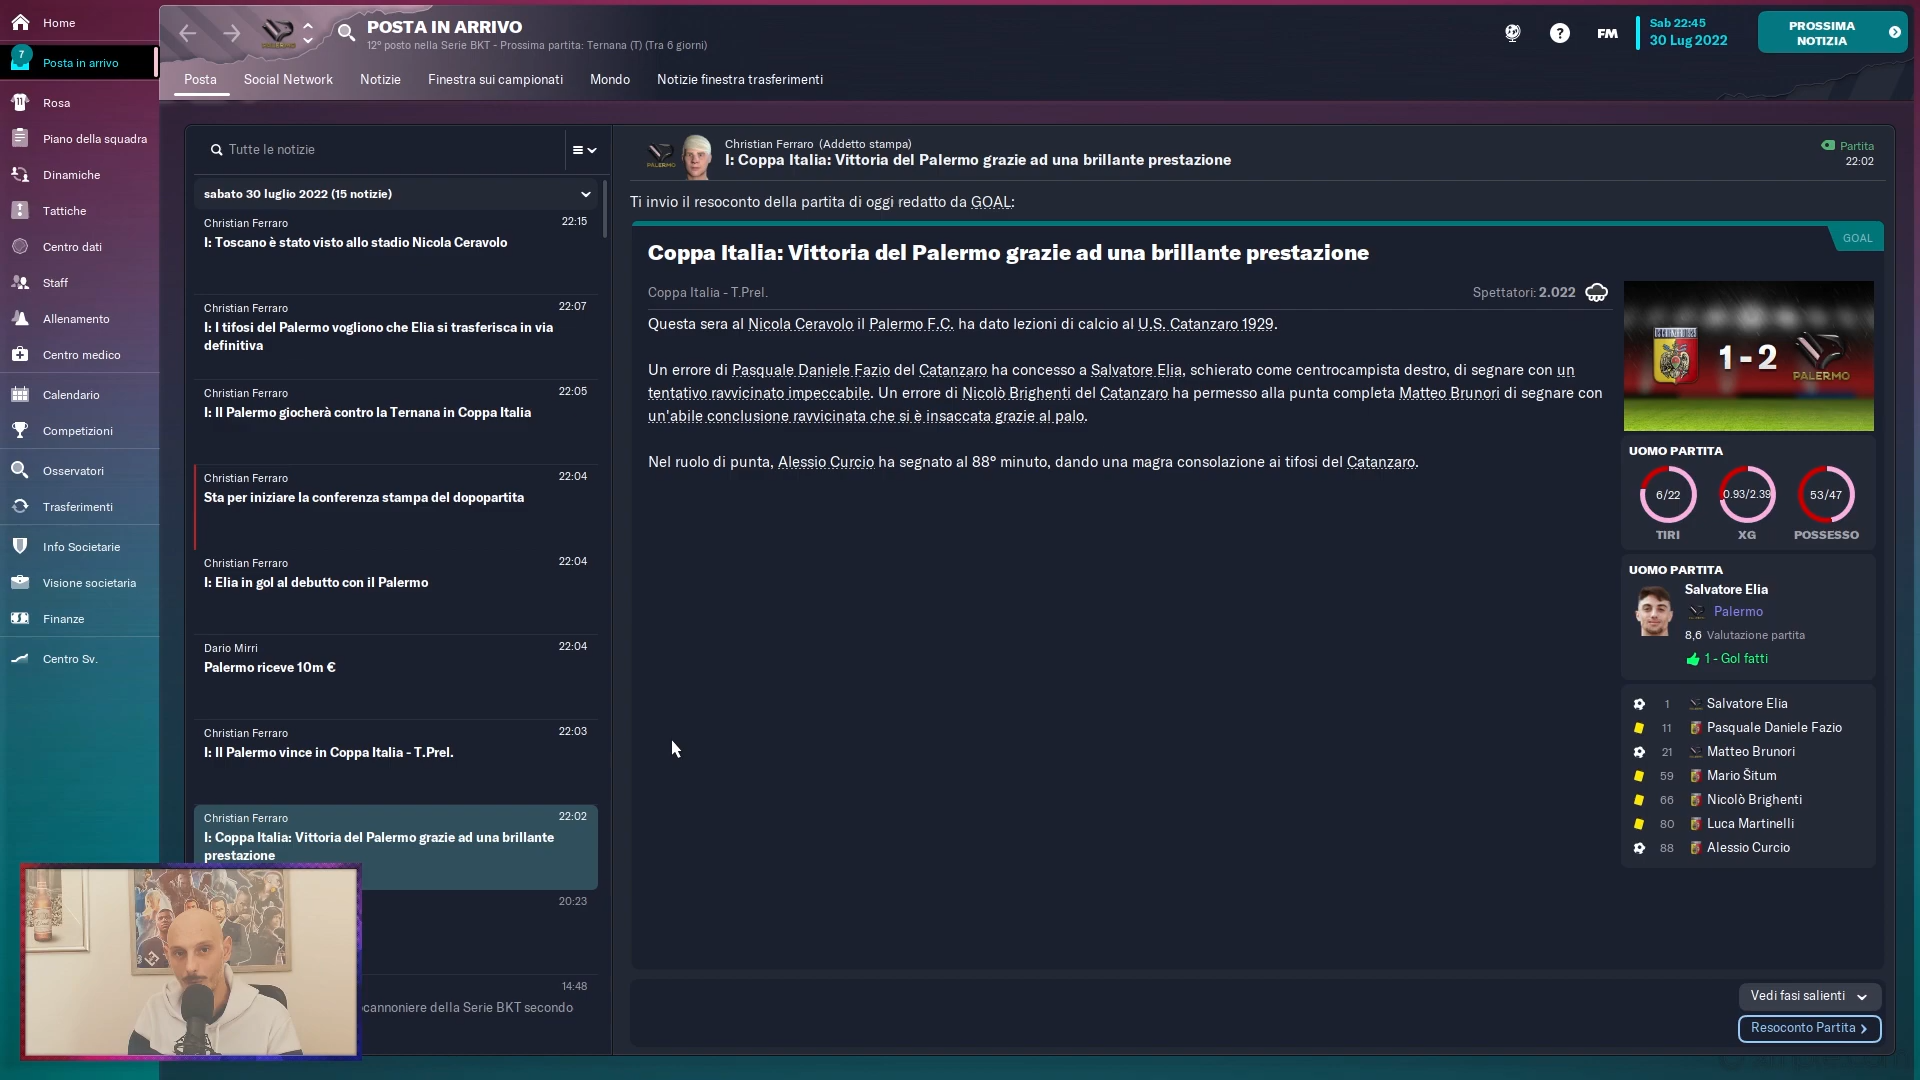 Home
7
Posta in arrivo
Rosa
Piano della squadra
Dinamiche
Tattiche
Centro dati
Staff
Allenamento
Centro medico
Calendario
Competizioni
Osservatori
Trasferimenti
Info Societarie
Visione societaria
Finanze
Centro Sv.
POSTA IN ARRIVO
12° posto nella Serie BKT - Prossima partita: Ternana (T) (Tra 6 giorni)
FM
Sab 22:45
30 Lug 2022
PROSSIMA
NOTIZIA
Posta Social Network Notizie Finestra sui campionati Mondo Notizie finestra trasferimenti
Tutte le notizie
sabato 30 luglio 2022 (15 notizie)
Christian Ferraro 22:15
I: Toscano è stato visto allo stadio Nicola Ceravolo
Christian Ferraro 22:07
I: I tifosi del Palermo vogliono che Elia si trasferisca in via
definitiva
Christian Ferraro 22:05
I: Il Palermo giocherà contro la Ternana in Coppa Italia
Christian Ferraro 22:04
Sta per iniziare la conferenza stampa del dopopartita
Christian Ferraro 22:04
I: Elia in gol al debutto con il Palermo
Dario Mirri 22:04
Palermo riceve 10m €
Christian Ferraro 22:03
I: Il Palermo vince in Coppa Italia - T.Prel.
Christian Ferraro 22:02
I: Coppa Italia: Vittoria del Palermo grazie ad una brillante
prestazione
20:23
14:48
cannoniere della Serie BKT secondo
PALERMO
Christian Ferraro (Addetto stampa)
I: Coppa Italia: Vittoria del Palermo grazie ad una brillante prestazione
Partita
22:02
Ti invio il resoconto della partita di oggi redatto da GOAL:
GOAL
Coppa Italia: Vittoria del Palermo grazie ad una brillante prestazione
Coppa Italia - T.Prel. Spettatori: 2.022
Questa sera al Nicola Ceravolo il Palermo F.C. ha dato lezioni di calcio al U.S. Catanzaro 1929.
Un errore di Pasquale Daniele Fazio del Catanzaro ha concesso a Salvatore Elia, schierato come centrocampista destro, di segnare con un
tentativo ravvicinato impeccabile. Un errore di Nicolò Brighenti del Catanzaro ha permesso alla punta completa Matteo Brunori di segnare con
un'abile conclusione ravvicinata che si è insaccata grazie al palo.
Nel ruolo di punta, Alessio Curcio ha segnato al 88° minuto, dando una magra consolazione ai tifosi del Catanzaro.
1 - 2
PALERMO
UOMO PARTITA
6/22 0.93/2.39 53/47
TIRI XG POSSESSO
UOMO PARTITA
Salvatore Elia
Palermo
8,6 Valutazione partita
1 - Gol fatti
1 Salvatore Elia
11 Pasquale Daniele Fazio
21 Matteo Brunori
59 Mario Šitum
66 Nicolò Brighenti
80 Luca Martinelli
88 Alessio Curcio
Vedi fasi salienti
Resoconto Partita